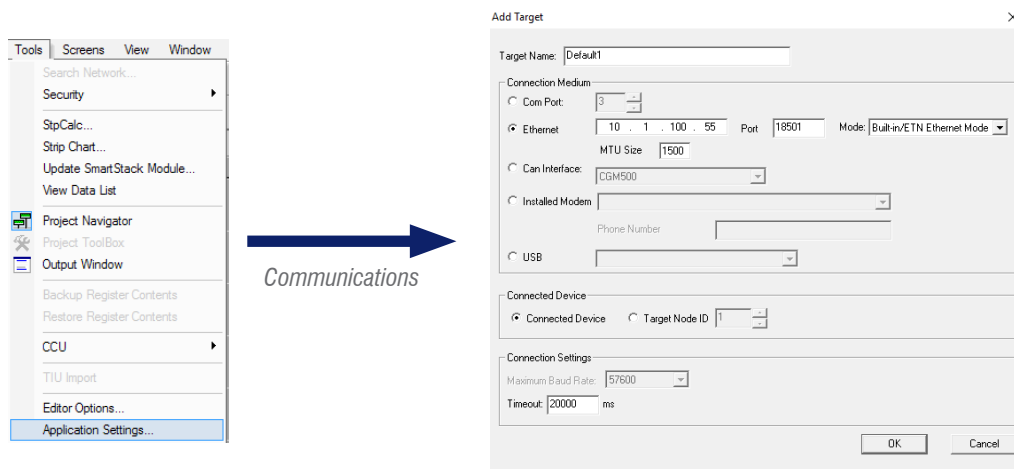 Tools Screens View Window
Search Network...
Security
StpCalc...
Strip Chart...
Update SmartStack Module...
View Data List
Project Navigator
Project ToolBox
Output Window
Backup Register Contents
Restore Register Contents
CCU
TIU Import
Editor Options...
Application Settings...
Communications
Add Target
Target Name: Default1
Connection Medium
Com Port: 3
Ethernet 10 . 1 . 100 . 55 Port 18501 Mode: Built-in/ETN Ethernet Mode
MTU Size 1500
Can Interface: CGM500
Installed Modem
Phone Number
USB
Connected Device
Connected Device Target Node ID 1
Connection Settings
Maximum Baud Rate: 57600
Timeout: 20000 ms
OK Cancel